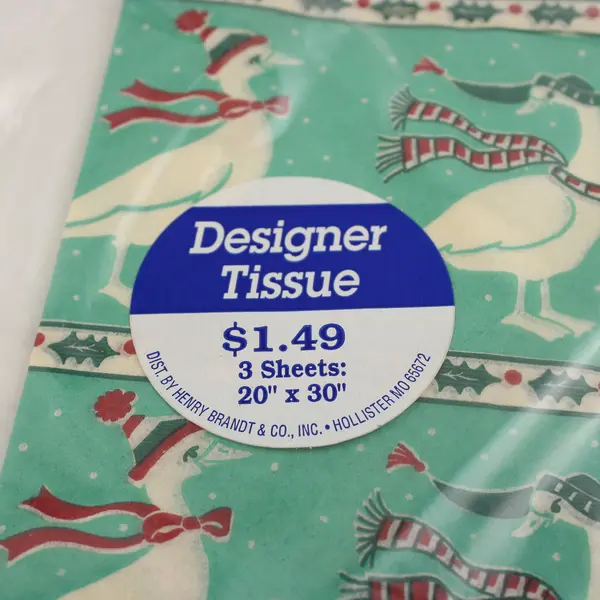 Designer
Tissue
$1.49
3 Sheets:
20" x 30"
DIST. BY HENRY BRANDT & CO., INC. • HOLLISTER MO 65672